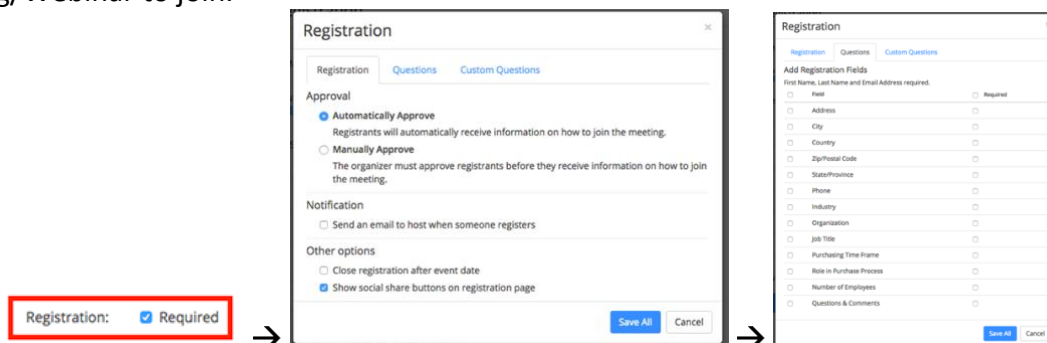 Webinar to join.
Registration: Required
→
Registration ×
Registration Questions Custom Questions
Approval
Automatically Approve
Registrants will automatically receive information on how to join the meeting.
Manually Approve
The organizer must approve registrants before they receive information on how to join
the meeting.
Notification
Send an email to host when someone registers
Other options
Close registration after event date
Show social share buttons on registration page
Save All Cancel
→
Registration
Registration Questions Custom Questions
Add Registration Fields
First Name, Last Name and Email Address required.
Field Required
Address
City
Country
Zip/Postal Code
State/Province
Phone
Industry
Organization
Job Title
Purchasing Time Frame
Role in Purchase Process
Number of Employees
Questions & Comments
Save All Cancel